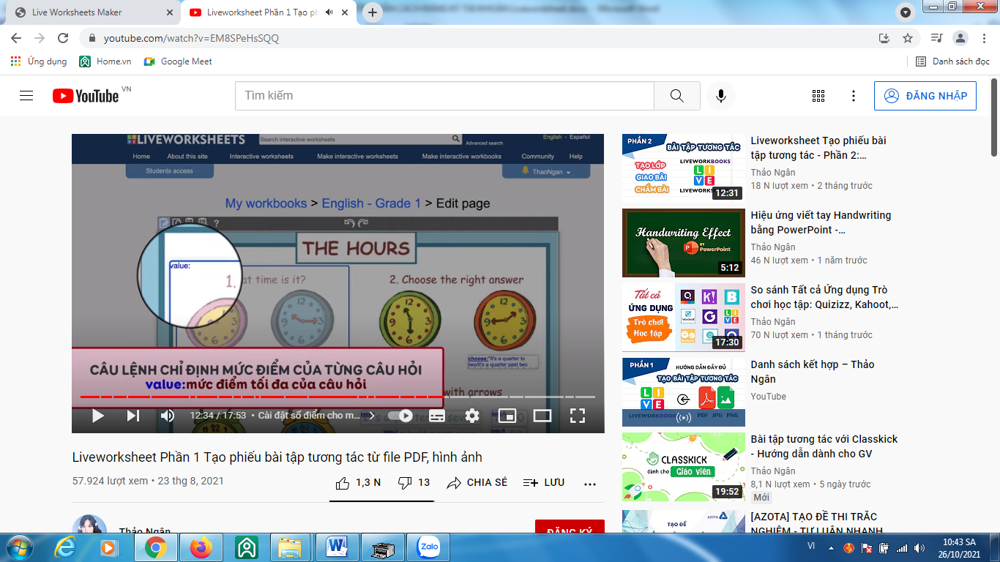 Live Worksheets Maker
Liveworksheet Phần 1 Tạo ph
youtube.com/watch?v=EM8SPeHsSQQ
Ứng dụng
Home.vn
Google Meet
Danh sách đọc
YouTube VN
Tìm kiếm
ĐĂNG NHẬP
LIVEWORKSHEETS
Search interactive worksheets
Advanced search
English - Español
Home
About this site
Interactive worksheets
Make interactive worksheets
Make interactive workbooks
Community
Help
Students access
ThaoNgan
My workbooks > English - Grade 1 > Edit page
THE HOURS
value:
1.
at time is it?
2. Choose the right answer
choose:*It's a quarter to
two/It's a quarter past two
CÂU LỆNH CHỈ ĐỊNH MỨC ĐIỂM CỦA TỪNG CÂU HỎI
value:mức điểm tối đa của câu hỏi
with arrows
12:34 / 17:53 • Cài đặt số điểm cho m...
Liveworksheet Phần 1 Tạo phiếu bài tập tương tác từ file PDF, hình ảnh
57.924 lượt xem • 23 thg 8, 2021
1,3 N
13
CHIA SẺ
LƯU
Thảo Ngân
ĐĂNG KÝ
PHẦN 2
BÀI TẬP TƯƠNG TÁC
TẠO LỚP
GIAO BÀI
CHẤM BÀI
LIVEWORKBOOKS
LIVE
12:31
Liveworksheet Tạo phiếu bài
tập tương tác - Phần 2:...
Thảo Ngân
18 N lượt xem • 2 tháng trước
Handwriting Effect
BY
PowerPoint
5:12
Hiệu ứng viết tay Handwriting
bằng PowerPoint -...
Thảo Ngân
46 N lượt xem • 1 năm trước
Tất cả
ỨNG DỤNG
Trò chơi
Học tập
17:30
So sánh Tất cả Ứng dụng Trò
chơi học tập: Quizizz, Kahoot,...
Thảo Ngân
70 N lượt xem • 1 tháng trước
PHẦN 1
HƯỚNG DẪN ĐẦY ĐỦ
TẠO BÀI TẬP TƯƠNG TÁC
LIVE
LIVEWORKBOOK
PDF JPG PNG
Danh sách kết hợp – Thảo
Ngân
YouTube
CLASSKICK
dành cho Giáo viên
19:52
Bài tập tương tác với Classkick
- Hướng dẫn dành cho GV
Thảo Ngân
8,1 N lượt xem • 5 ngày trước
Mới
TẠO ĐỀ
AZOTA
[AZOTA] TẠO ĐỀ THI TRẮC
NGHIỆM - TỰ LUẬN NHANH
Zalo
VI
10:43 SA
26/10/2021